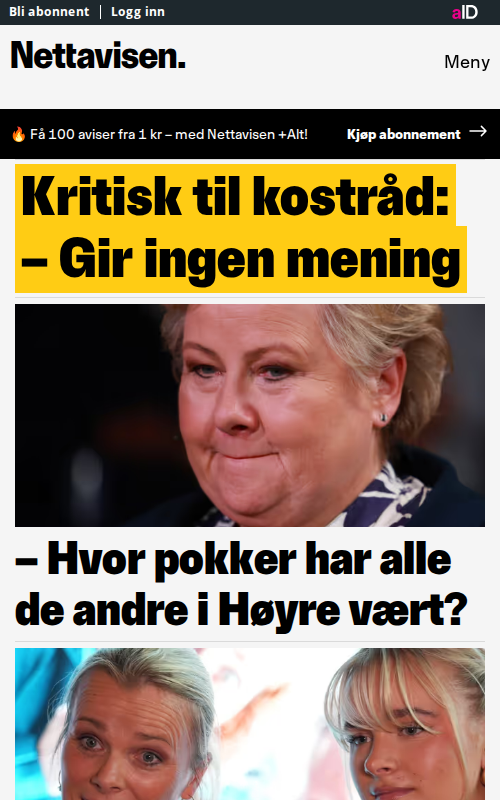 Bli abonnent | Logg inn
aID
Nettavisen.
Meny
🔥 Få 100 aviser fra 1 kr – med Nettavisen +Alt!
Kjøp abonnement →
Kritisk til kostråd:
– Gir ingen mening
– Hvor pokker har alle
de andre i Høyre vært?